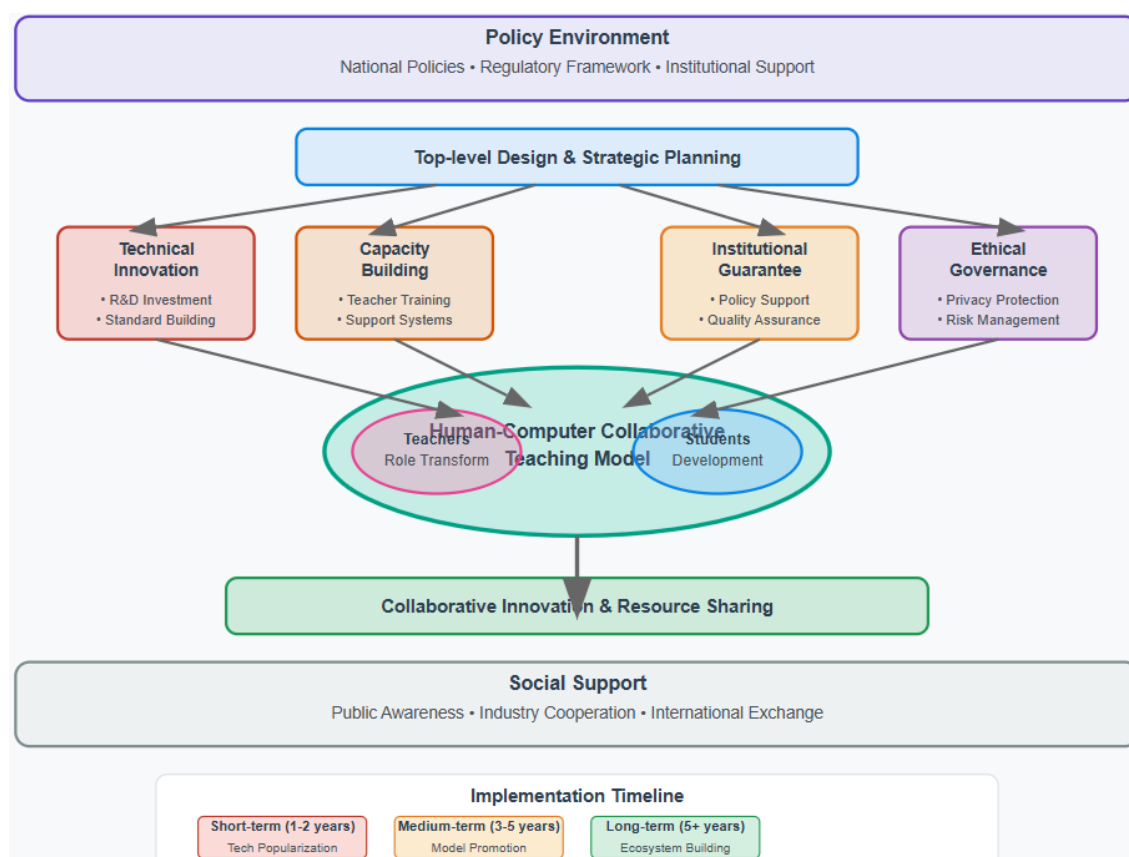 Policy Environment
National Policies • Regulatory Framework • Institutional Support
Top-level Design & Strategic Planning
Technical
Innovation
• R&D Investment
• Standard Building
Capacity
Building
• Teacher Training
• Support Systems
Institutional
Guarantee
• Policy Support
• Quality Assurance
Ethical
Governance
• Privacy Protection
• Risk Management
Human-Computer Collaborative
Teaching Model
Teachers
Role Transform
Students
Development
Collaborative Innovation & Resource Sharing
Social Support
Public Awareness • Industry Cooperation • International Exchange
Implementation Timeline
Short-term (1-2 years)
Tech Popularization
Medium-term (3-5 years)
Model Promotion
Long-term (5+ years)
Ecosystem Building